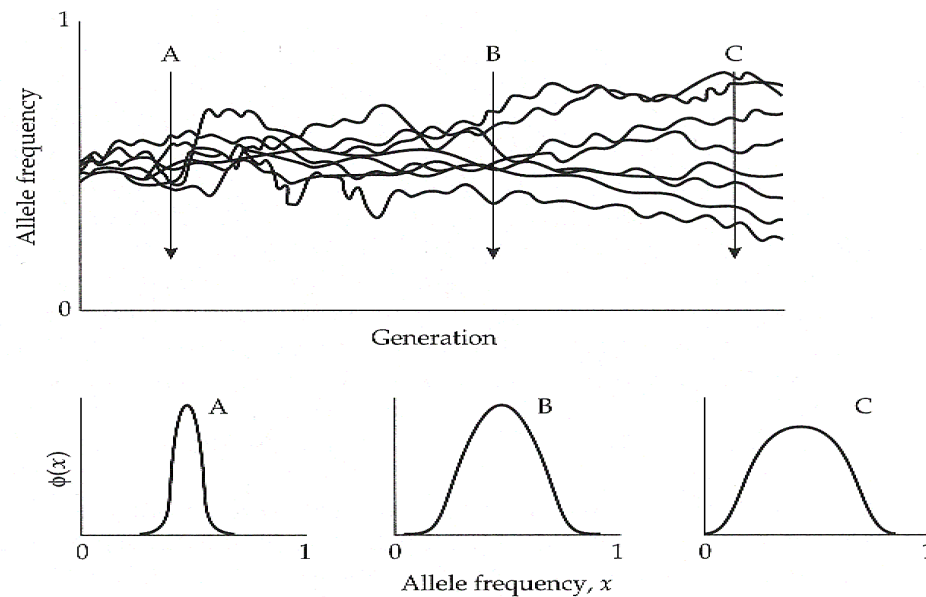 1
A B C
Allele frequency
0
Generation
A B C
ϕ(x)
0 1 0 1 0 1
Allele frequency, x